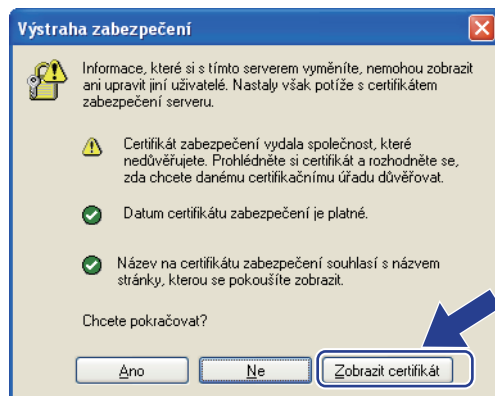 Výstraha zabezpečení
Informace, které si s tímto serverem vyměníte, nemohou zobrazit
ani upravit jiní uživatelé. Nastaly však potíže s certifikátem
zabezpečení serveru.
Certifikát zabezpečení vydala společnost, které
nedůvěřujete. Prohlédněte si certifikát a rozhodněte se,
zda chcete danému certifikačnímu úřadu důvěřovat.
Datum certifikátu zabezpečení je platné.
Název na certifikátu zabezpečení souhlasí s názvem
stránky, kterou se pokoušíte zobrazit.
Chcete pokračovat?
Ano
Ne
Zobrazit certifikát